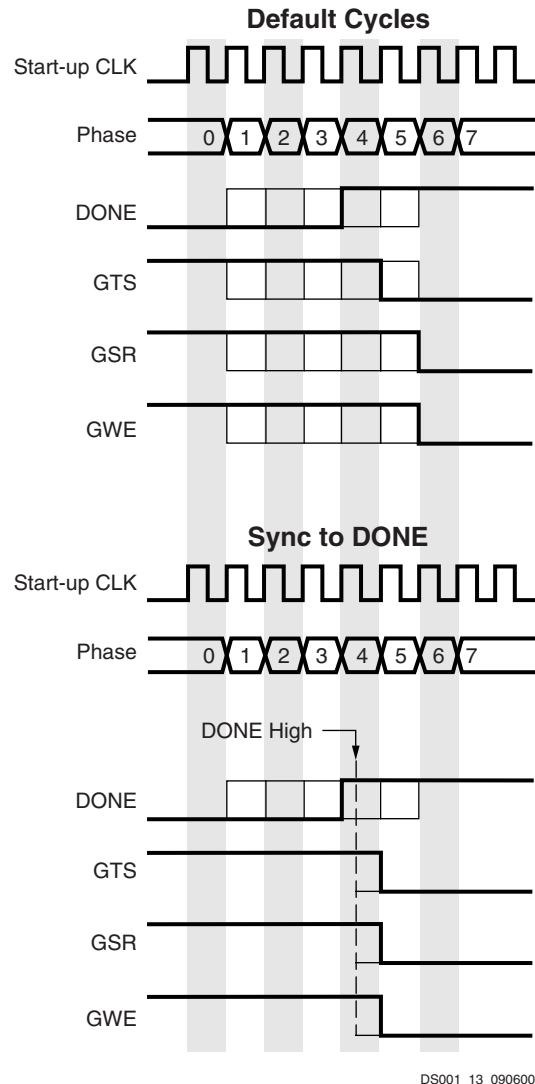 Default Cycles
Start-up CLK
Phase 0 1 2 3 4 5 6 7
DONE
GTS
GSR
GWE
Sync to DONE
Start-up CLK
Phase 0 1 2 3 4 5 6 7
DONE High
DONE
GTS
GSR
GWE
DS001_13_090600